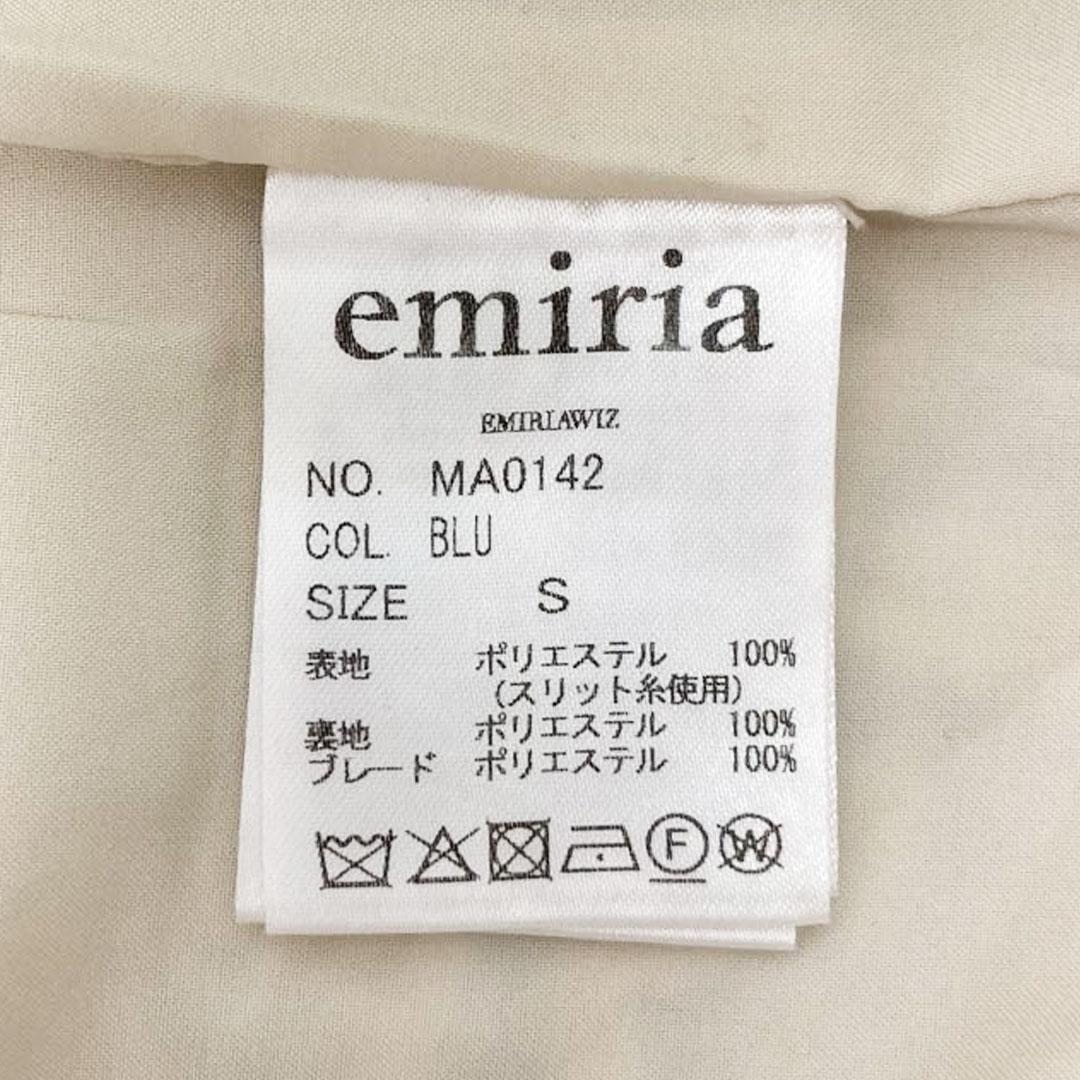 emiria
EMIRIAWIZ
NO. MA0142
COL. BLU
SIZE S
表地 ポリエステル 100%
(スリット糸使用)
裏地 ポリエステル 100%
ブレード ポリエステル 100%
F W